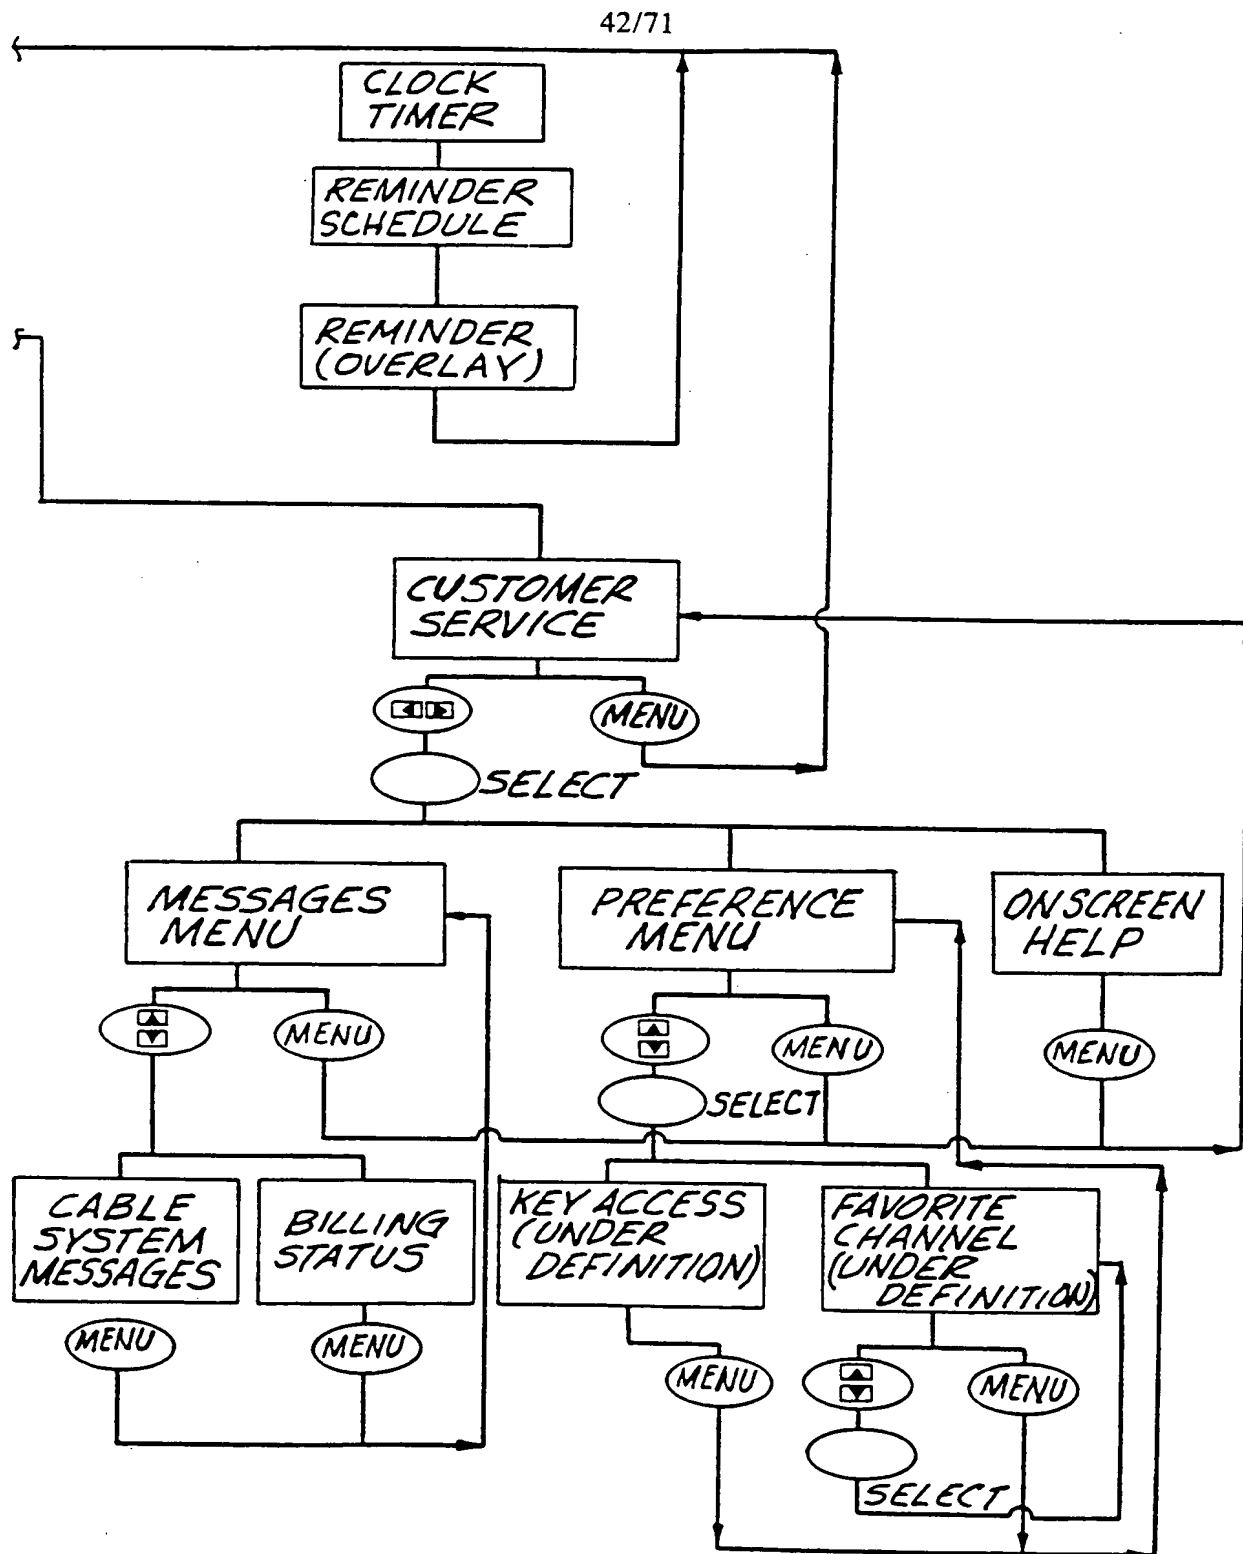 42/71
CLOCK
TIMER
REMINDER
SCHEDULE
REMINDER
(OVERLAY)
CUSTOMER
SERVICE
MENU
SELECT
MESSAGES
MENU
PREFERENCE
MENU
ON SCREEN
HELP
MENU
MENU
MENU
SELECT
CABLE
SYSTEM
MESSAGES
BILLING
STATUS
KEY ACCESS
(UNDER
DEFINITION)
FAVORITE
CHANNEL
(UNDER
DEFINITION)
MENU
MENU
MENU
MENU
SELECT